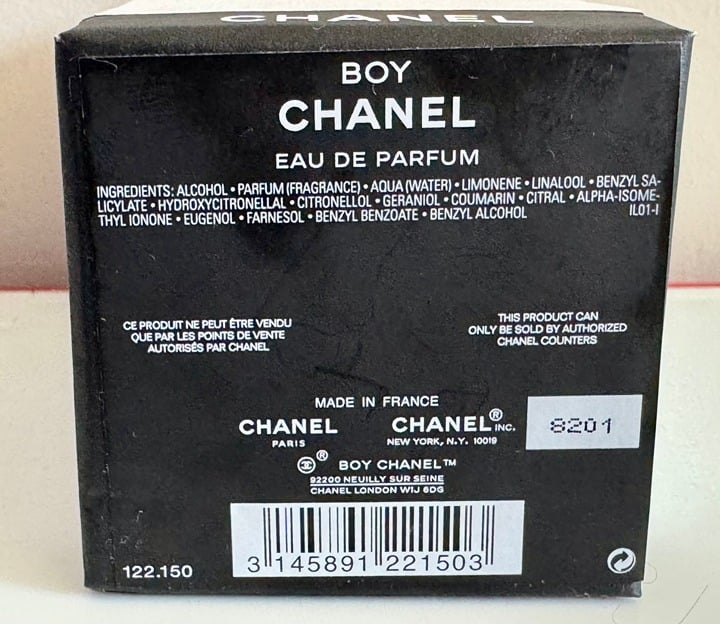 CHANEL
BOY
CHANEL
EAU DE PARFUM
INGREDIENTS: ALCOHOL • PARFUM (FRAGRANCE) • AQUA (WATER) • LIMONENE • LINALOOL • BENZYL SA-
LICYLATE • HYDROXYCITRONELLAL • CITRONELLOL • GERANIOL • COUMARIN • CITRAL • ALPHA-ISOME-
THYL IONONE • EUGENOL • FARNESOL • BENZYL BENZOATE • BENZYL ALCOHOL IL01-I
CE PRODUIT NE PEUT ÊTRE VENDU
QUE PAR LES POINTS DE VENTE
AUTORISÉS PAR CHANEL
THIS PRODUCT CAN
ONLY BE SOLD BY AUTHORIZED
CHANEL COUNTERS
MADE IN FRANCE
CHANEL
PARIS
CHANEL® INC.
NEW YORK, N.Y. 10019
8201
® BOY CHANEL™
92200 NEUILLY SUR SEINE
CHANEL LONDON W1J 6DG
3 145891 221503
122.150